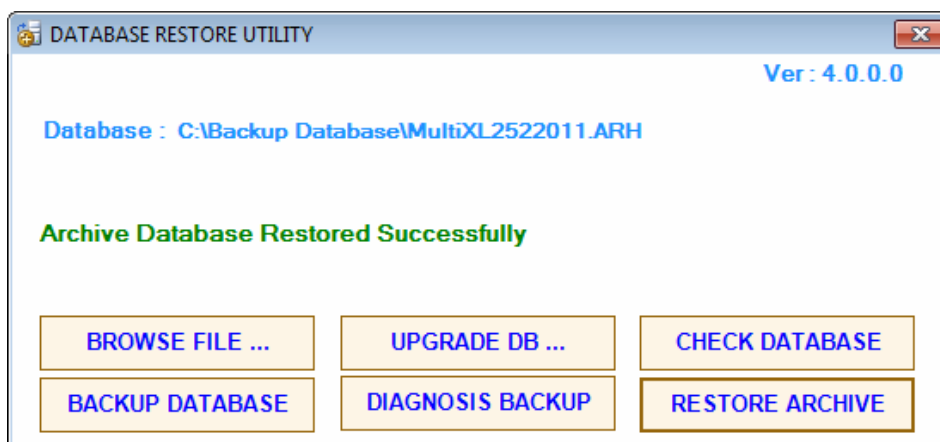 DATABASE RESTORE UTILITY
Ver : 4.0.0.0
Database : C:\Backup Database\MultiXL2522011.ARH
Archive Database Restored Successfully
BROWSE FILE ... UPGRADE DB ... CHECK DATABASE
BACKUP DATABASE DIAGNOSIS BACKUP RESTORE ARCHIVE